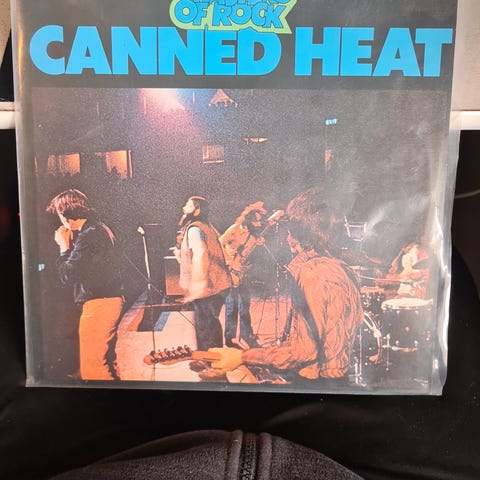 OF ROCK
CANNED HEAT